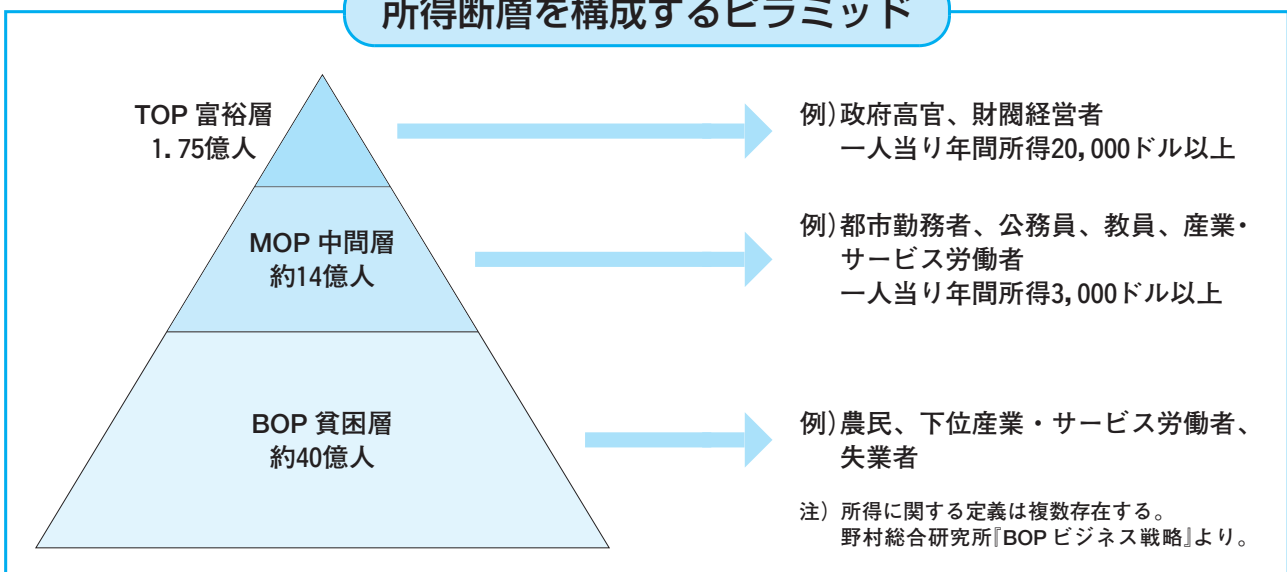 所得断層を構成するピラミッド
TOP 富裕層
1.75億人
例）政府高官、財閥経営者
一人当り年間所得20,000ドル以上
MOP 中間層
約14億人
例）都市勤務者、公務員、教員、産業・
サービス労働者
一人当り年間所得3,000ドル以上
BOP 貧困層
約40億人
例）農民、下位産業・サービス労働者、
失業者
注）所得に関する定義は複数存在する。
野村総合研究所『BOP ビジネス戦略』より。